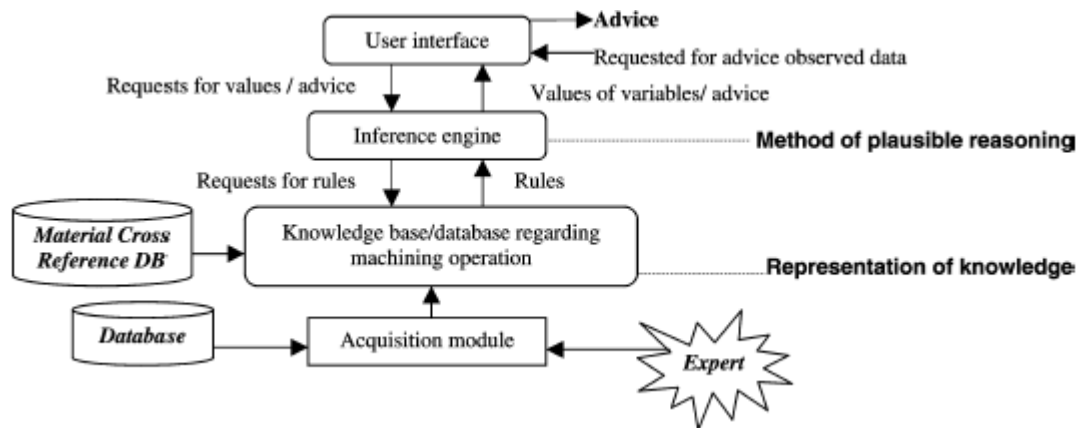 Advice
User interface
Requested for advice observed data
Requests for values / advice
Values of variables/ advice
Inference engine
Method of plausible reasoning
Requests for rules
Rules
Material Cross
Reference DB
Knowledge base/database regarding
machining operation
Representation of knowledge
Database
Acquisition module
Expert